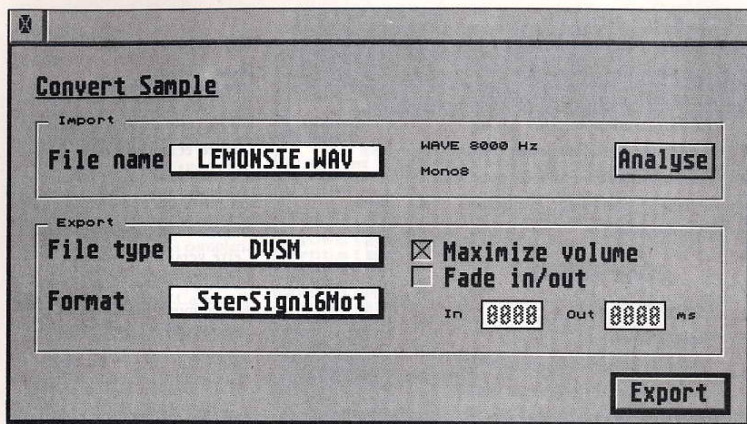 Convert Sample
Import
File name LEMONSIE.WAV WAVE 8000 Hz
Mono8
Analyse
Export
File type DVSM Maximize volume
Fade in/out
Format SterSign16Mot In 0000 Out 0000 ms
Export